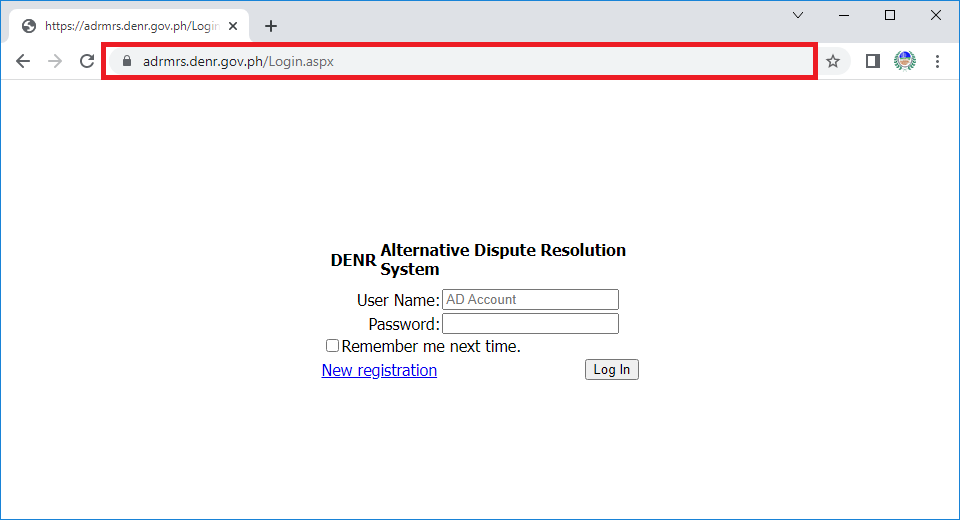 https://adrmrs.denr.gov.ph/Login
adrmrs.denr.gov.ph/Login.aspx
DENR Alternative Dispute Resolution
System
User Name: AD Account
Password:
Remember me next time.
New registration Log In